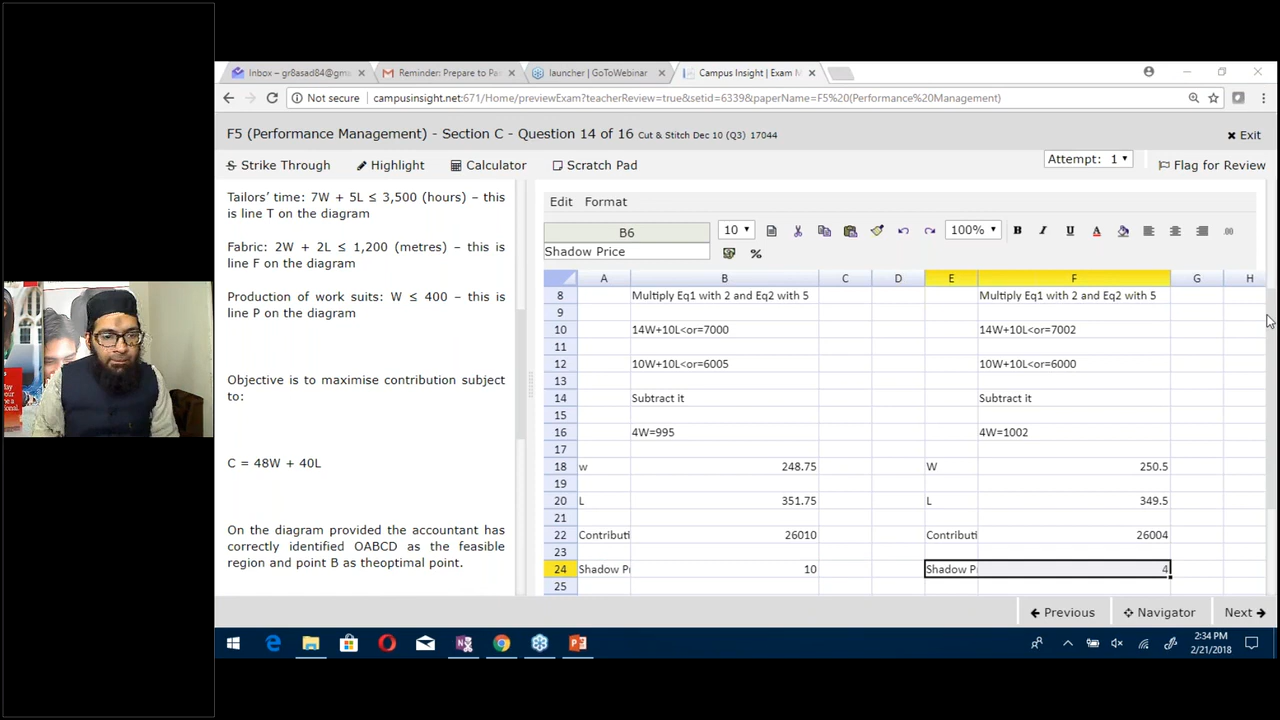 Inbox – gr8asad84@gma
Reminder: Prepare to Pa
launcher | GoToWebinar
Campus Insight | Exam M
Not secure
campusinsight.net:671/Home/previewExam?teacherReview=true&setid=6339&paperName=F5%20(Performance%20Management)
F5 (Performance Management) - Section C - Question 14 of 16 Cut & Stitch Dec 10 (Q3) 17044
Exit
Strike Through
Highlight
Calculator
Scratch Pad
Attempt: 1
Flag for Review
Tailors' time: 7W + 5L ≤ 3,500 (hours) – this
is line T on the diagram
Fabric: 2W + 2L ≤ 1,200 (metres) – this is
line F on the diagram
Production of work suits: W ≤ 400 – this is
line P on the diagram
Objective is to maximise contribution subject
to:
C = 48W + 40L
On the diagram provided the accountant has
correctly identified OABCD as the feasible
region and point B as theoptimal point.
Edit Format
B6
10
100%
B I U A
Shadow Price
%
A B C D E F G H
8 Multiply Eq1 with 2 and Eq2 with 5 Multiply Eq1 with 2 and Eq2 with 5
9
10 14W+10L<or=7000 14W+10L<or=7002
11
12 10W+10L<or=6005 10W+10L<or=6000
13
14 Subtract it Subtract it
15
16 4W=995 4W=1002
17
18 w 248.75 W 250.5
19
20 L 351.75 L 349.5
21
22 Contributi 26010 Contributi 26004
23
24 Shadow Pr 10 Shadow P 4
25
Previous
Navigator
Next
2:34 PM
2/21/2018